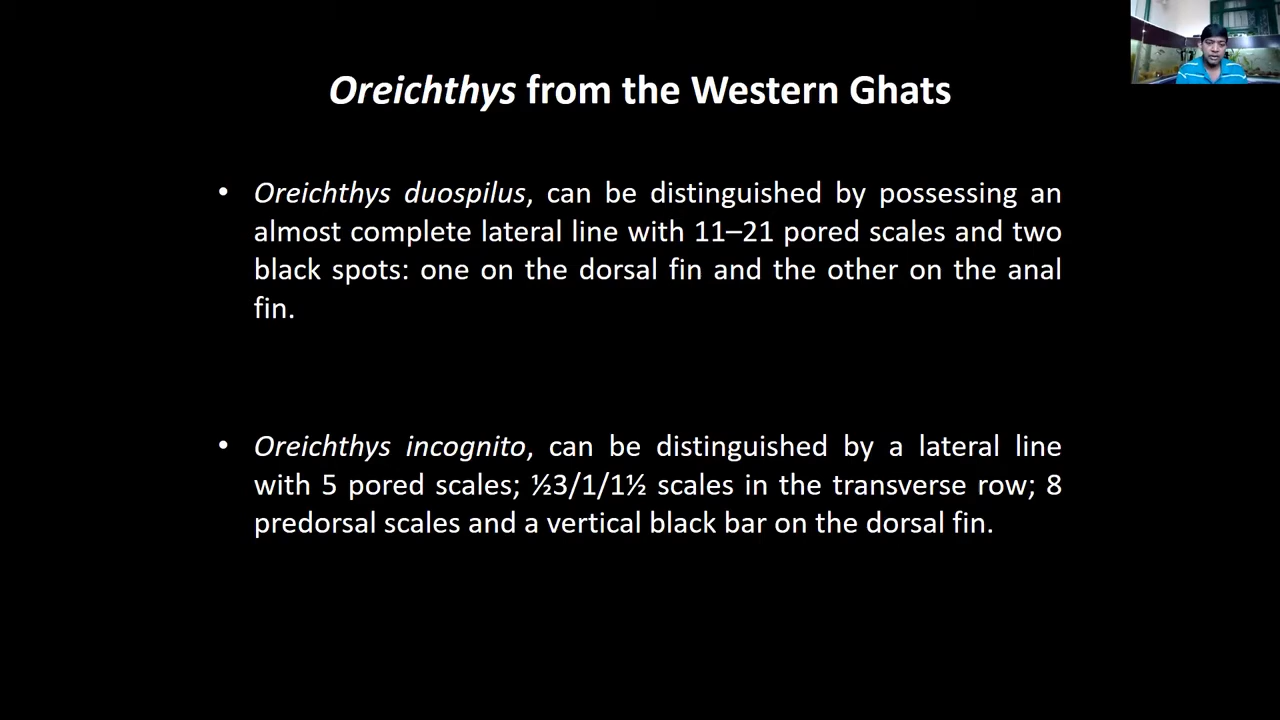 Oreichthys from the Western Ghats
• Oreichthys duospilus, can be distinguished by possessing an
almost complete lateral line with 11–21 pored scales and two
black spots: one on the dorsal fin and the other on the anal
fin.
• Oreichthys incognito, can be distinguished by a lateral line
with 5 pored scales; ½3/1/1½ scales in the transverse row; 8
predorsal scales and a vertical black bar on the dorsal fin.